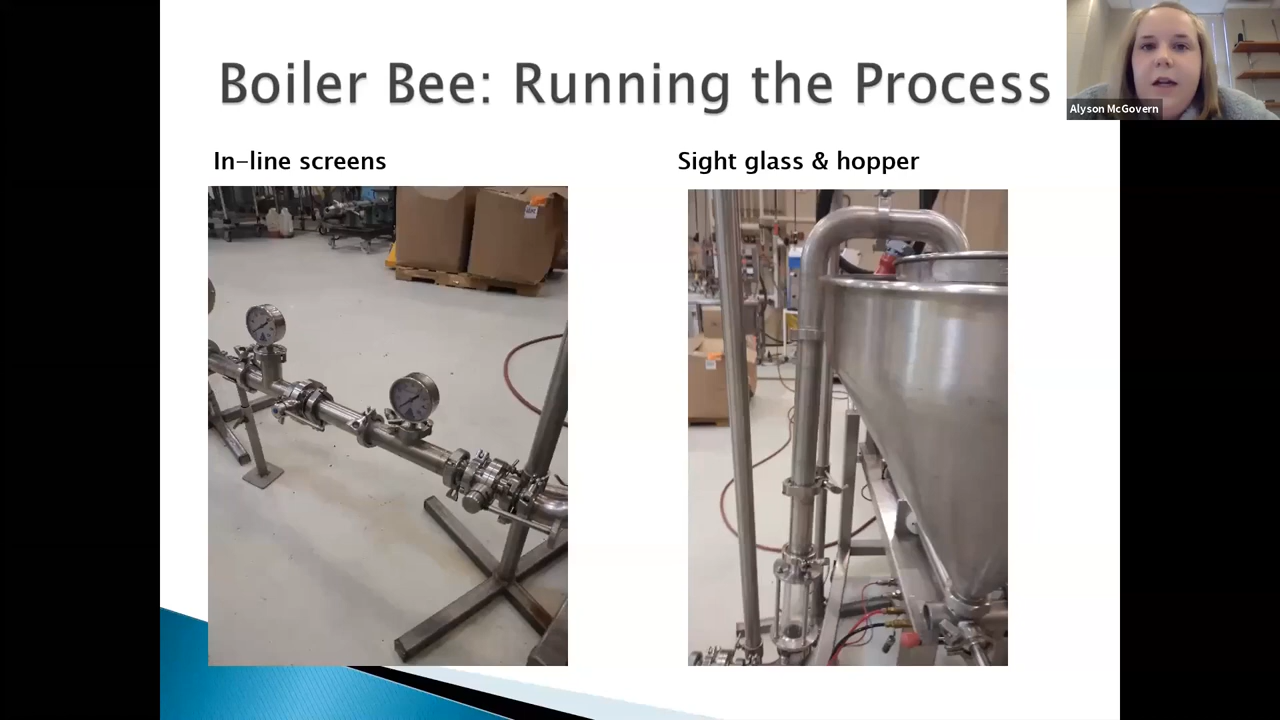 Boiler Bee: Running the Process
Alyson McGovern
In-line screens
Sight glass & hopper